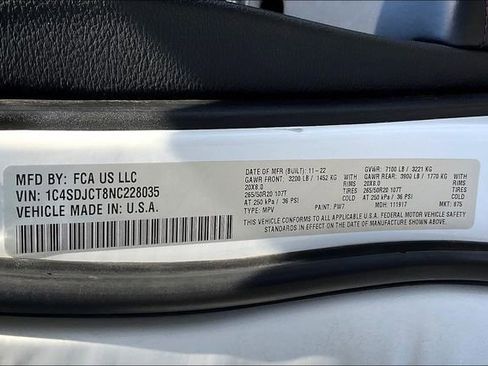 MFD BY: FCA US LLC
VIN: 1C4SDJCT8NC228035
VEHICLE MADE IN: U.S.A.
DATE OF MFR (BUILT): 11-22 GVWR: 7100 LB / 3221 KG
GAWR FRONT: 3200 LB / 1452 KG WITH GAWR REAR: 3900 LB / 1770 KG WITH
20X8.0 RIMS 20X8.0 RIMS
265/50R20 107T TIRES 265/50R20 107T TIRES
AT 250 kPa / 36 PSI AT 250 kPa / 36 PSI
TYPE: MPV PAINT: PW7 MDH: 111917 MKT: 875
THIS VEHICLE CONFORMS TO ALL APPLICABLE U.S.A. FEDERAL MOTOR VEHICLE SAFETY
STANDARDS IN EFFECT ON THE DATE OF MANUFACTURE SHOWN ABOVE.